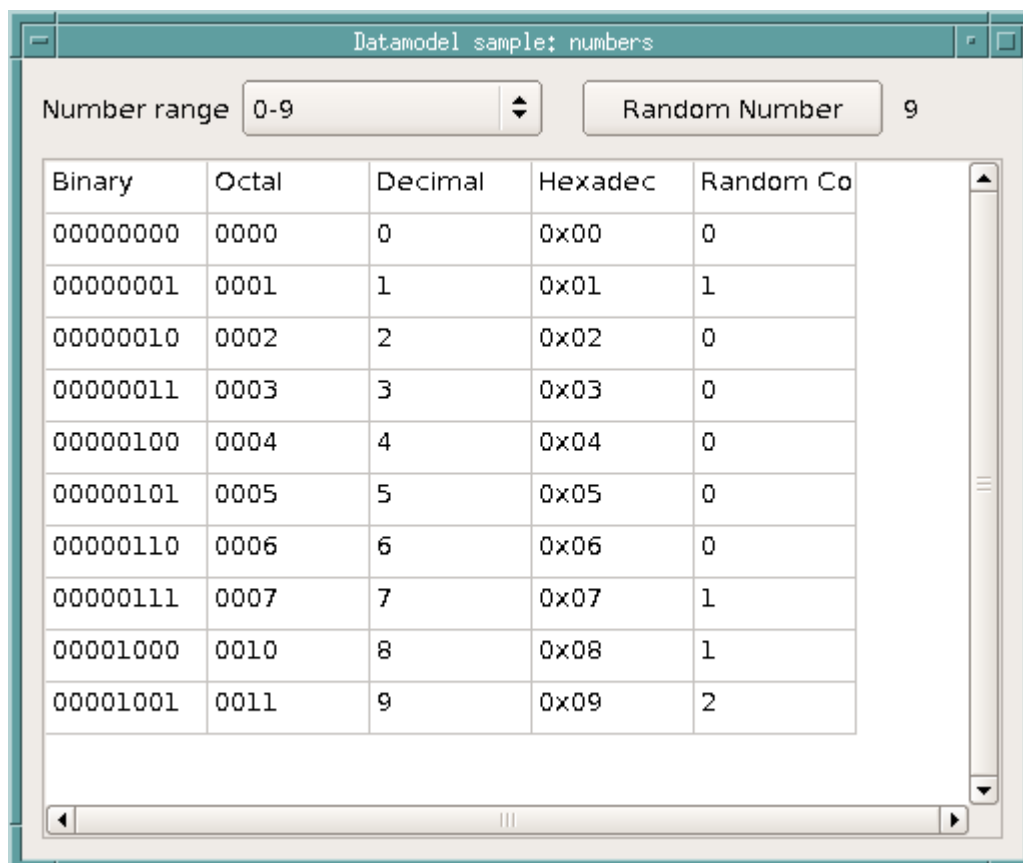 Datamodel sample: numbers
Number range 0-9 Random Number 9
Binary Octal Decimal Hexadec Random Co
00000000 0000 0 0x00 0
00000001 0001 1 0x01 1
00000010 0002 2 0x02 0
00000011 0003 3 0x03 0
00000100 0004 4 0x04 0
00000101 0005 5 0x05 0
00000110 0006 6 0x06 0
00000111 0007 7 0x07 1
00001000 0010 8 0x08 1
00001001 0011 9 0x09 2